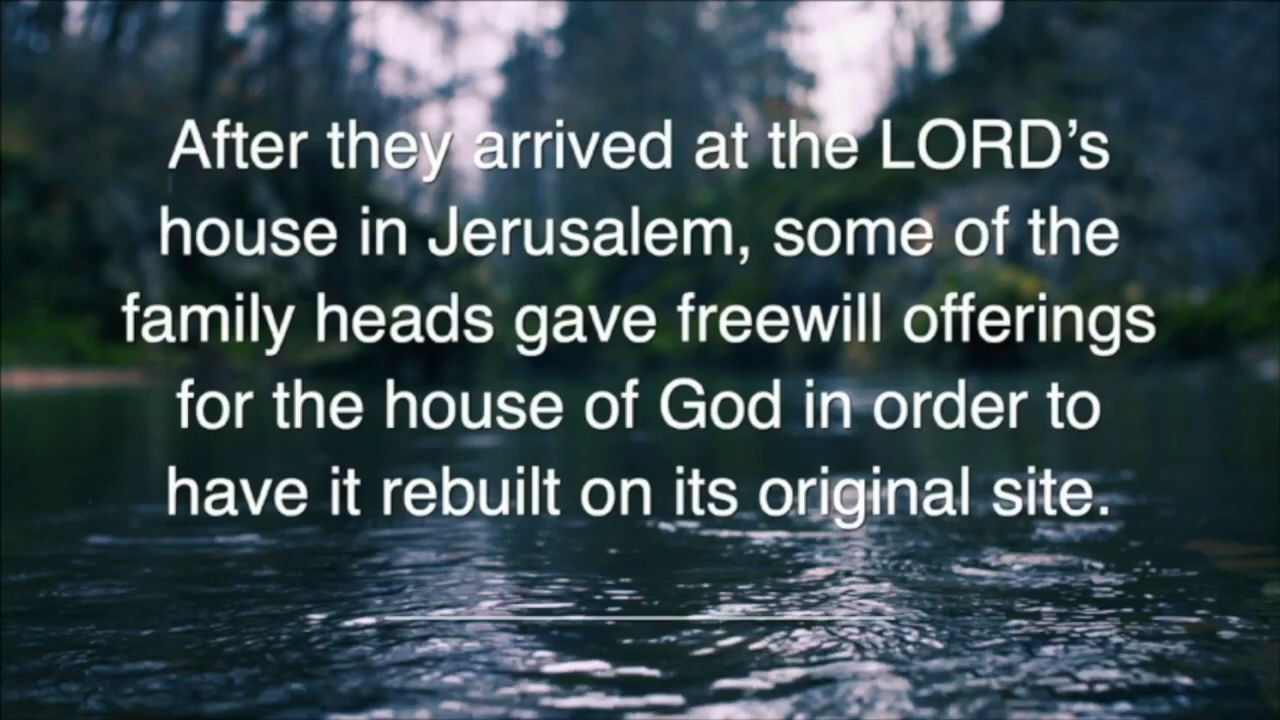 After they arrived at the LORD’s
house in Jerusalem, some of the
family heads gave freewill offerings
for the house of God in order to
have it rebuilt on its original site.